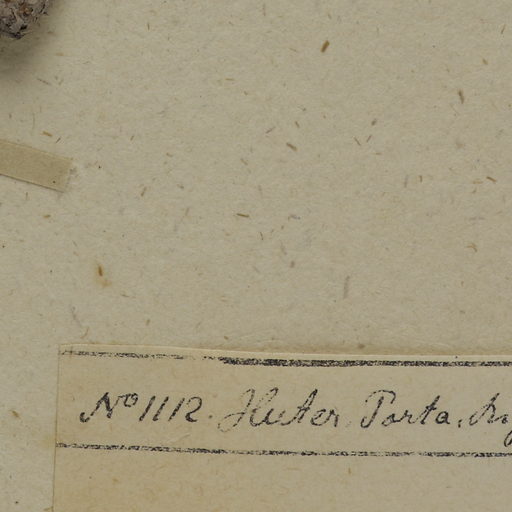 No 1112. Huter, Porta,